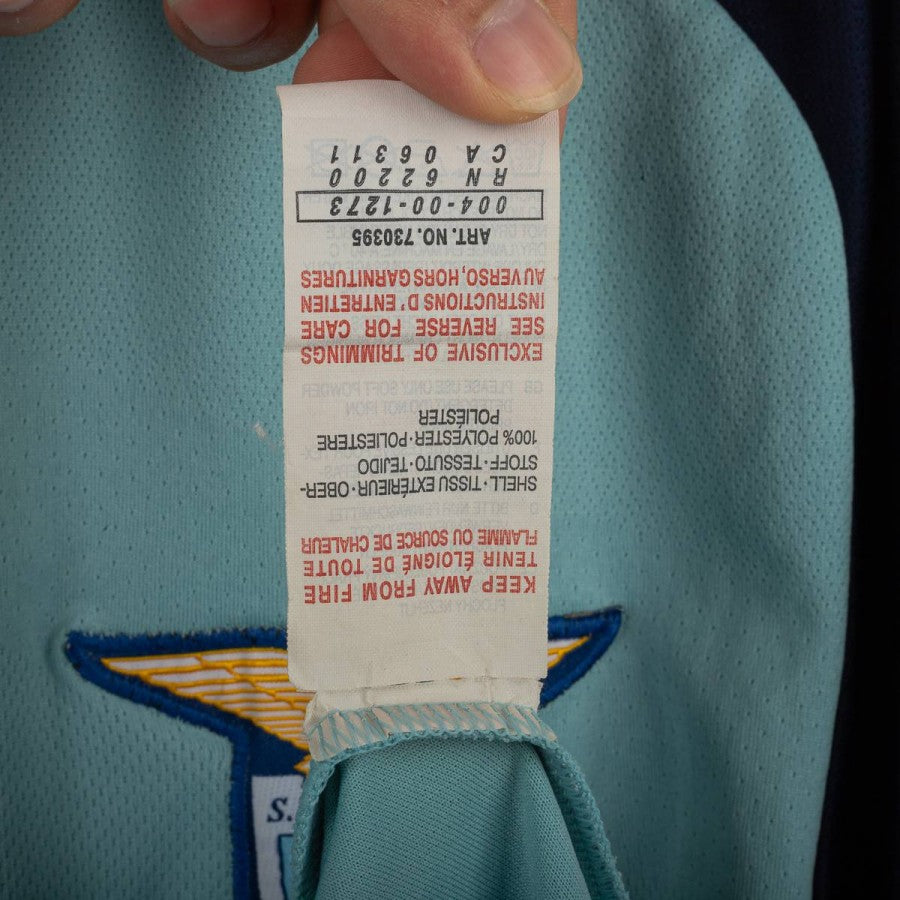 KEEP AWAY FROM FIRE
TENIR ÉLOIGNÉ DE TOUTE
FLAMME OU SOURCE DE CHALEUR
SHELL·TISSU EXTÉRIEUR·OBER-
STOFF·TESSUTO·TEJIDO
100% POLYESTER·POLIESTERE
POLIÉSTER
EXCLUSIVE OF TRIMMINGS
SEE REVERSE FOR CARE
INSTRUCTIONS D' ENTRETIEN
AU VERSO, HORS GARNITURES
ART. NO.730395
004-00-1273
RN 62200
CA 06311
S.